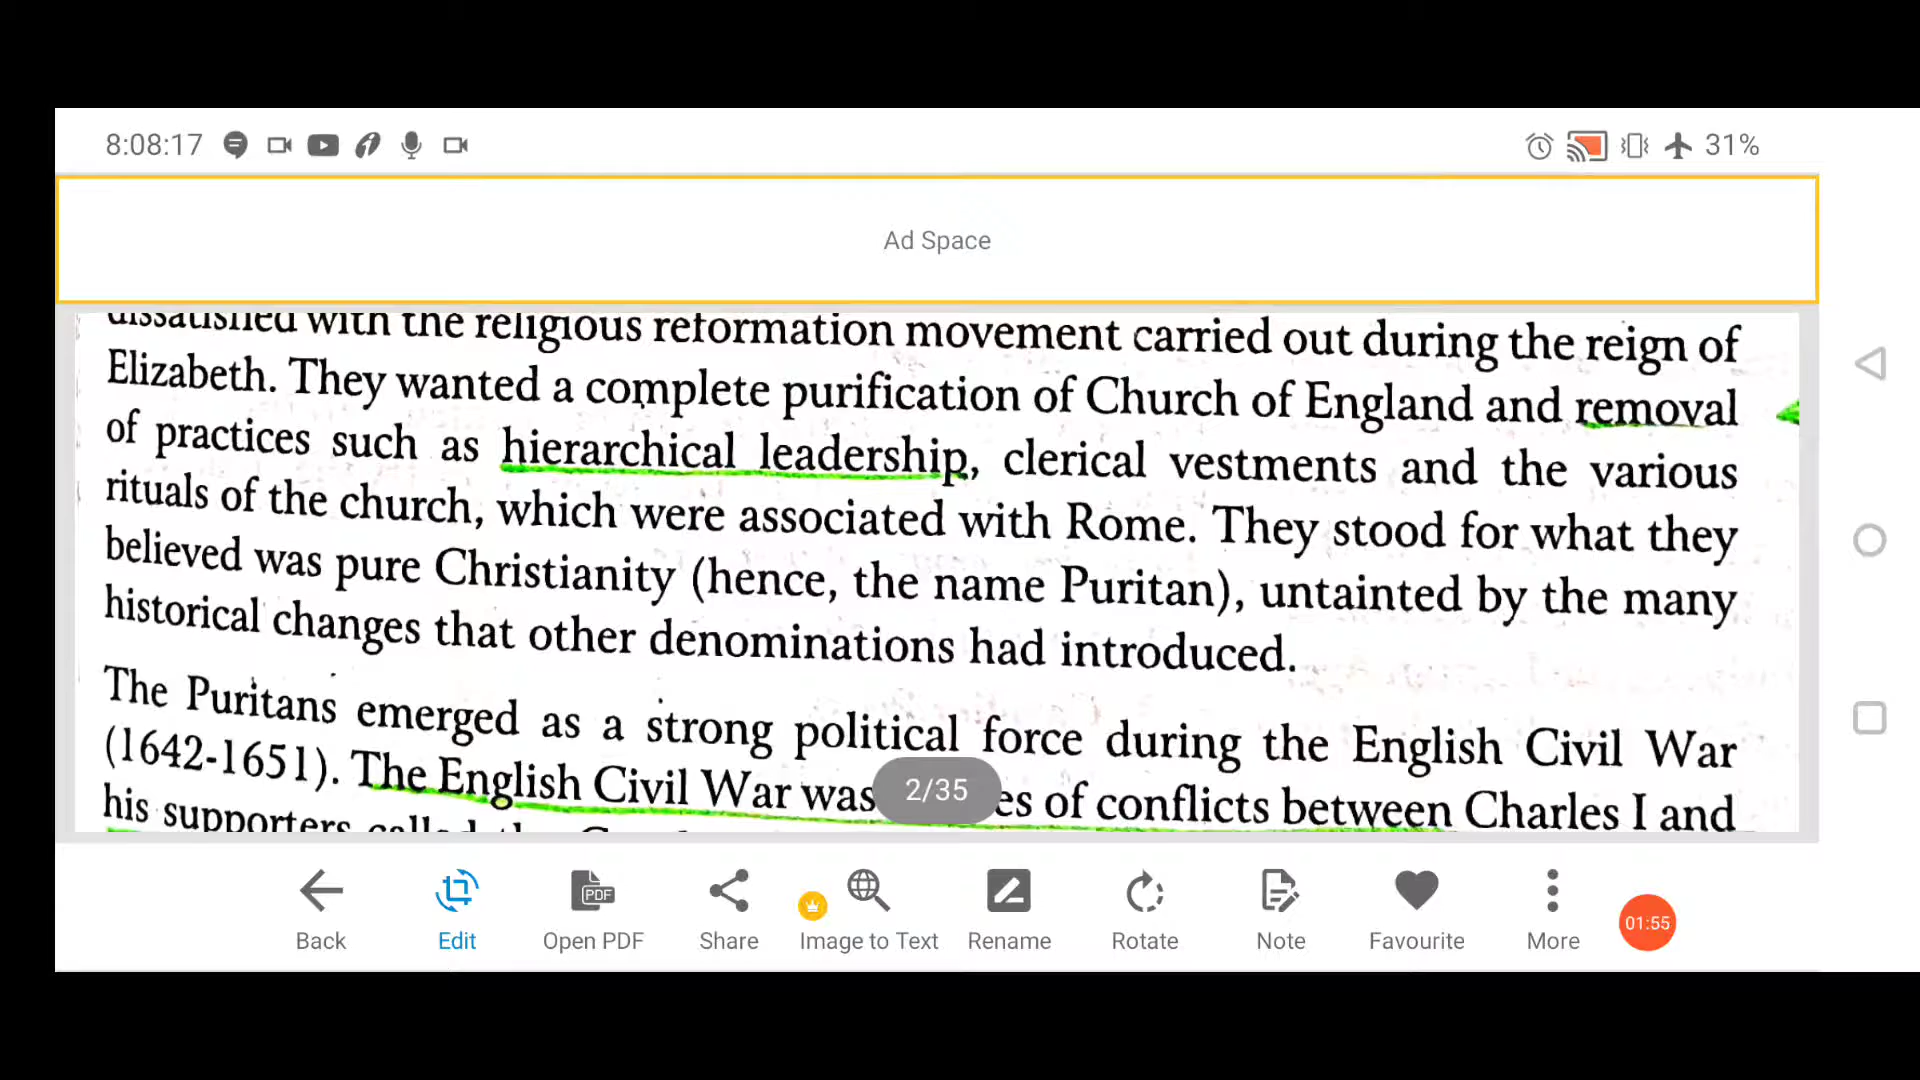 8:08:17 31%
Ad Space
dissatisfied with the religious reformation movement carried out during the reign of
Elizabeth. They wanted a complete purification of Church of England and removal
of practices such as hierarchical leadership, clerical vestments and the various
rituals of the church, which were associated with Rome. They stood for what they
believed was pure Christianity (hence, the name Puritan), untainted by the many
historical changes that other denominations had introduced.
The Puritans emerged as a strong political force during the English Civil War
(1642-1651). The English Civil War was es of conflicts between Charles I and
2/35
his supporters called the
Back Edit Open PDF Share Image to Text Rename Rotate Note Favourite More 01:55
PDF